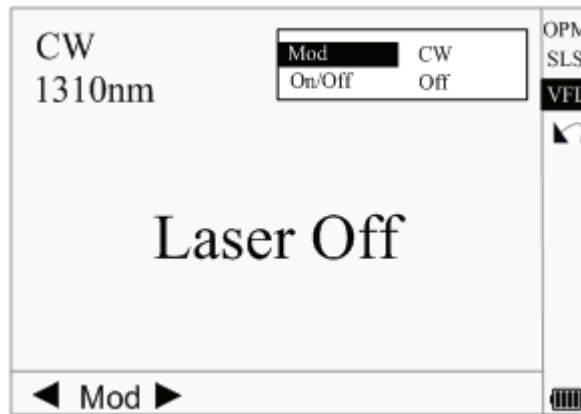 CW
1310nm
Mod CW
On/Off Off
OPM
SLS
VFL
Laser Off
Mod